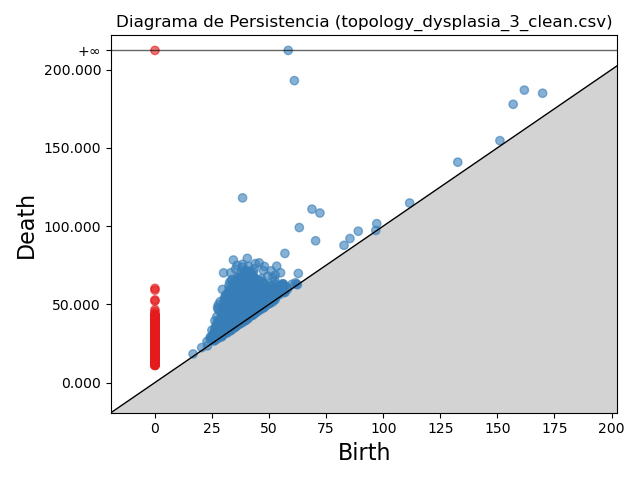 Diagrama de Persistencia (topology_dysplasia_3_clean.csv)
+∞
200.000
150.000
100.000
50.000
0.000
Death
0 25 50 75 100 125 150 175 200
Birth